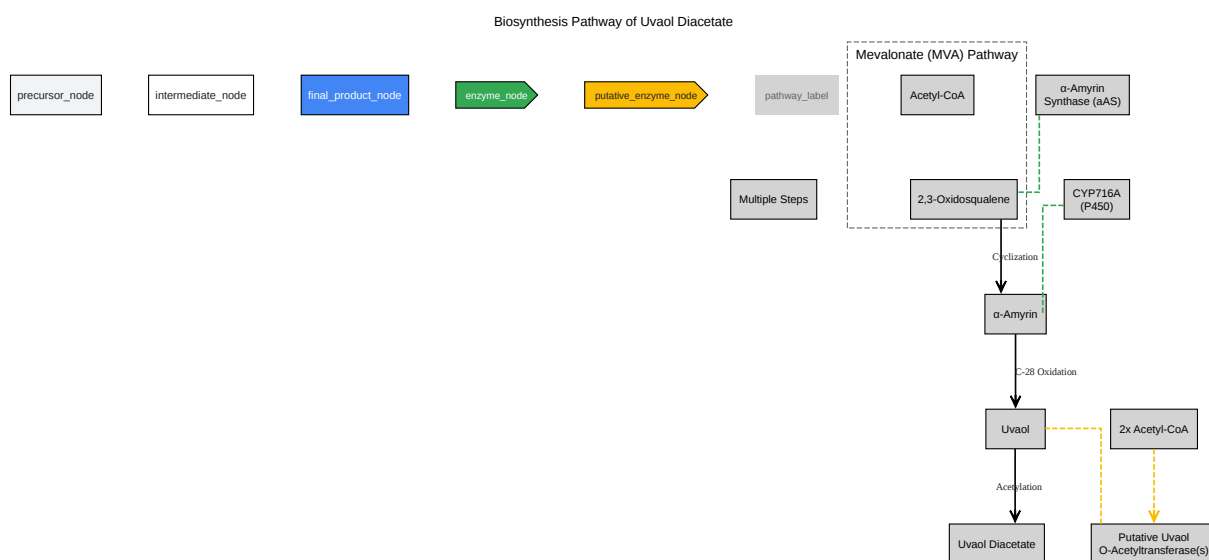 Biosynthesis Pathway of Uvaol Diacetate
Mevalonate (MVA) Pathway
precursor_node
intermediate_node
final_product_node
enzyme_node
putative_enzyme_node
pathway_label
Acetyl-CoA
α-Amyrin
Synthase (aAS)
Multiple Steps
2,3-Oxidosqualene
CYP716A
(P450)
Cyclization
α-Amyrin
C-28 Oxidation
Uvaol
2x Acetyl-CoA
Acetylation
Uvaol Diacetate
Putative Uvaol
O-Acetyltransferase(s)